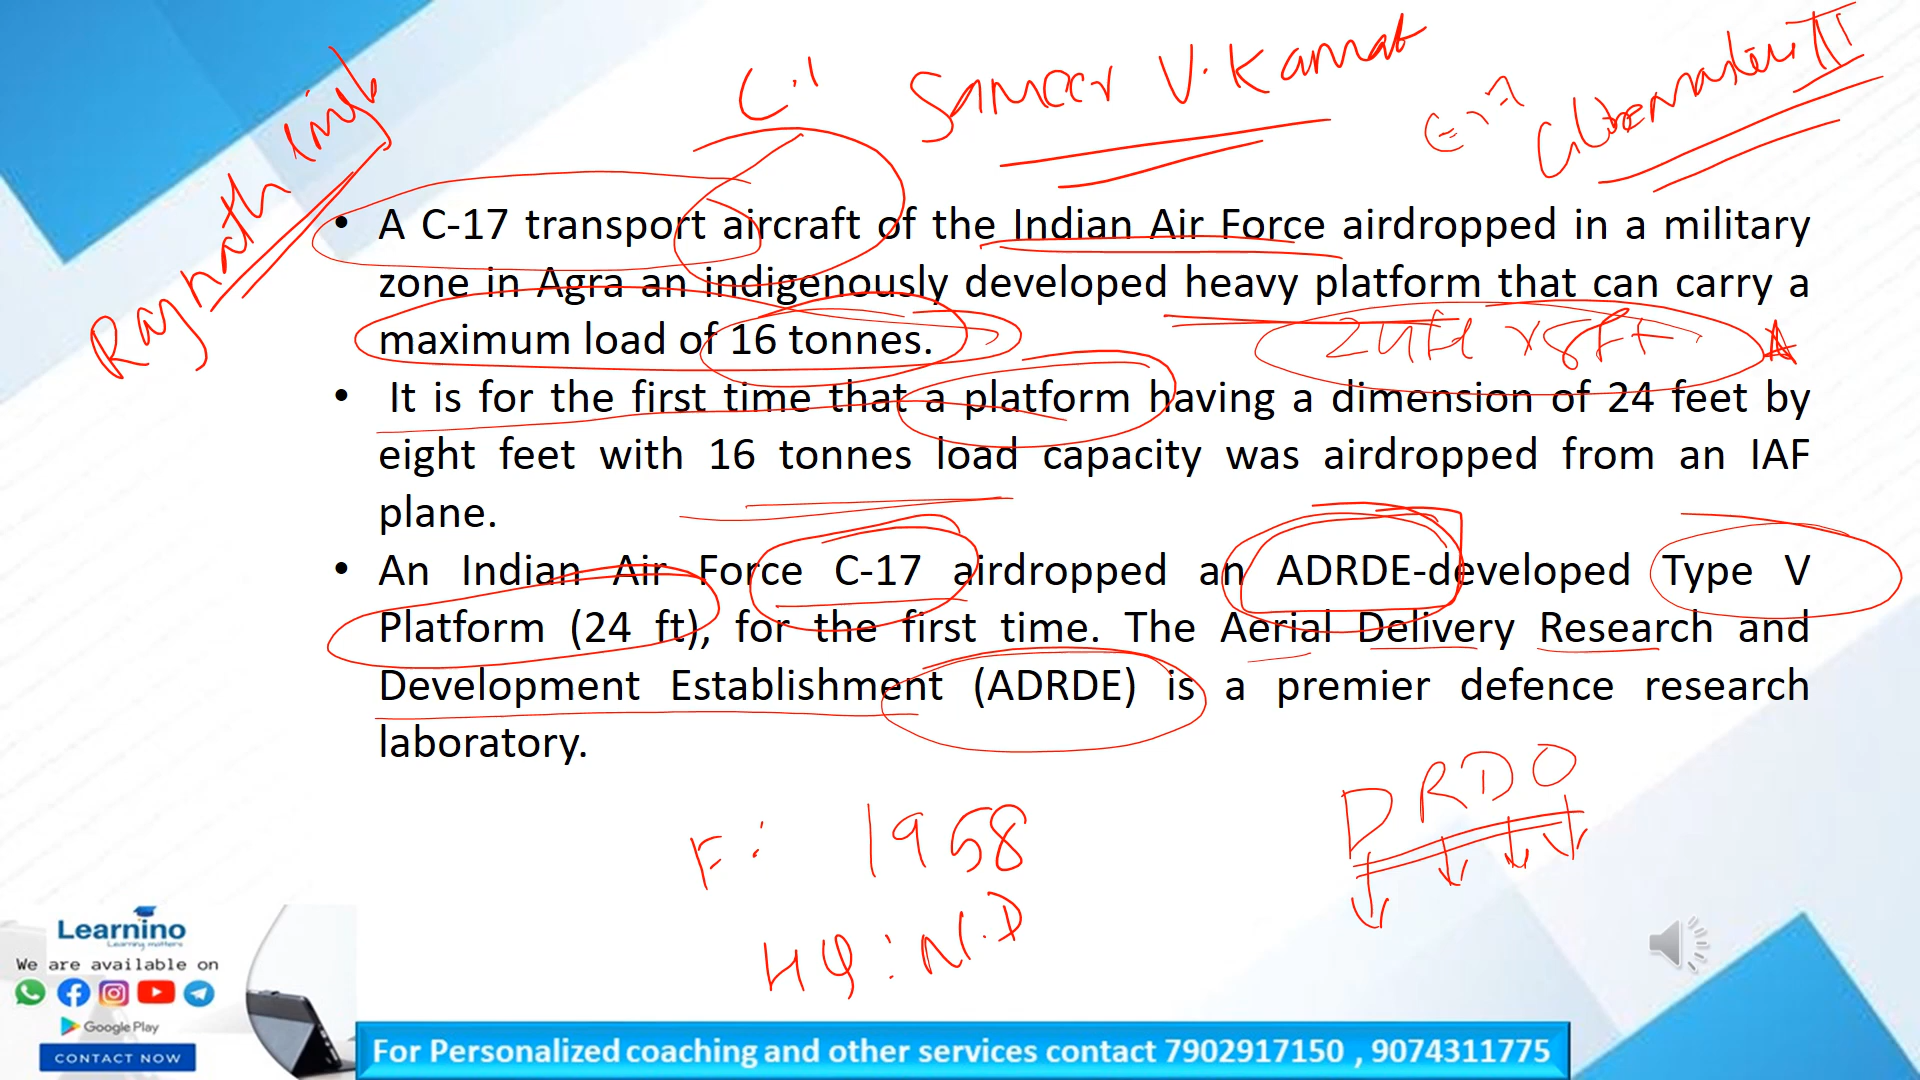 C.1 Sameer V. Kamat
Rajnath
• A C-17 transport aircraft of the Indian Air Force airdropped in a military
zone in Agra an indigenously developed heavy platform that can carry a
maximum load of 16 tonnes.
24ft x 8ft
• It is for the first time that a platform having a dimension of 24 feet by
eight feet with 16 tonnes load capacity was airdropped from an IAF
plane.
• An Indian Air Force C-17 airdropped an ADRDE-developed Type V
Platform (24 ft), for the first time. The Aerial Delivery Research and
Development Establishment (ADRDE) is a premier defence research
laboratory.
DRDO
F: 1958
HQ: N.D
Learnino
Learning matters
We are available on
Google Play
CONTACT NOW
For Personalized coaching and other services contact 7902917150 , 9074311775